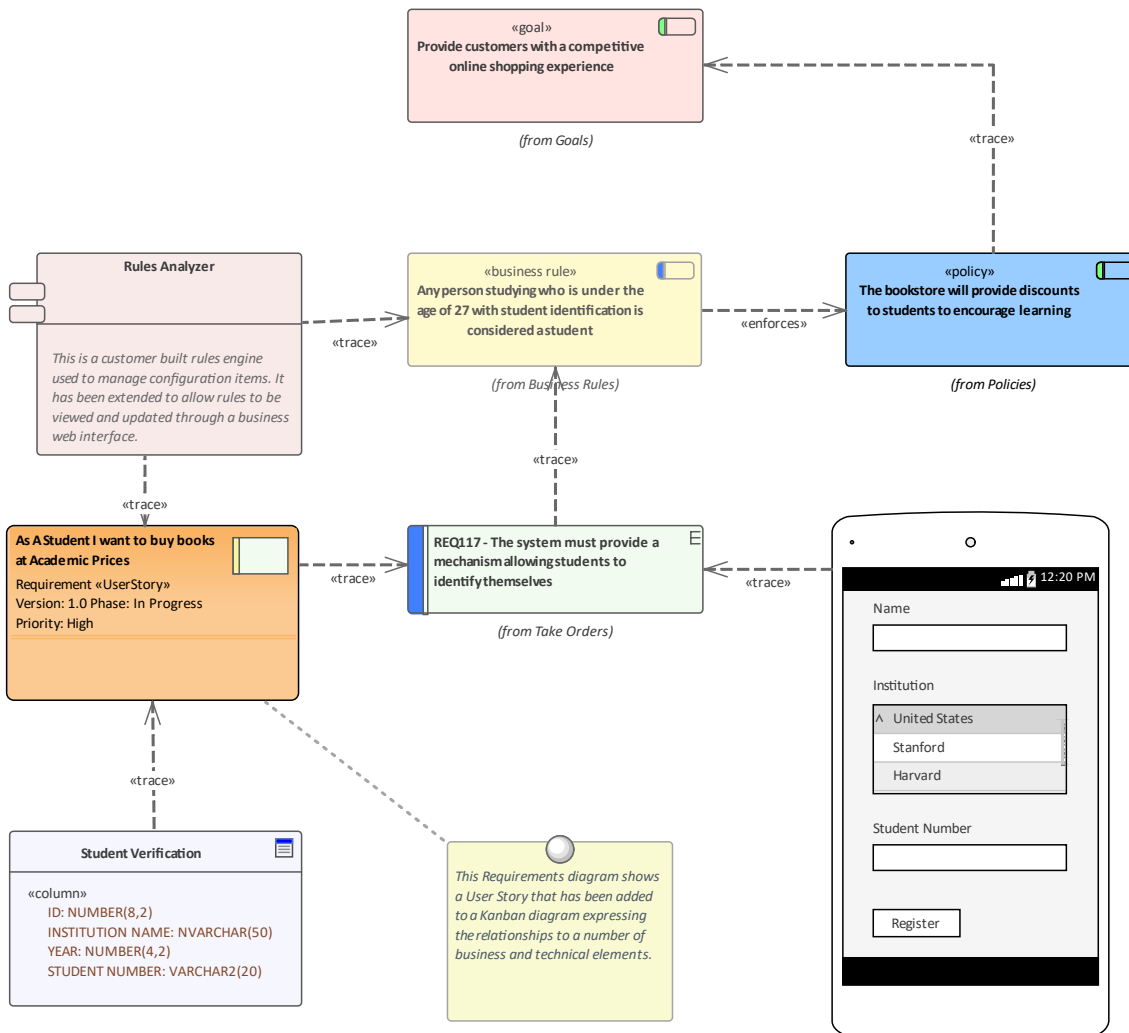 «goal»
Provide customers with a competitive
online shopping experience
(from Goals)
«trace»
Rules Analyzer
This is a customer built rules engine
used to manage configuration items. It
has been extended to allow rules to be
viewed and updated through a business
web interface.
«trace»
«business rule»
Any person studying who is under the
age of 27 with student identification is
considered a student
(from Business Rules)
«enforces»
«policy»
The bookstore will provide discounts
to students to encourage learning
(from Policies)
«trace»
«trace»
As A Student I want to buy books
at Academic Prices
Requirement «UserStory»
Version: 1.0 Phase: In Progress
Priority: High
«trace»
REQ117 - The system must provide a
mechanism allowing students to
identify themselves
(from Take Orders)
«trace»
12:20 PM
Name
Institution
^ United States
Stanford
Harvard
Student Number
Register
«trace»
Student Verification
«column»
ID: NUMBER(8,2)
INSTITUTION NAME: NVARCHAR(50)
YEAR: NUMBER(4,2)
STUDENT NUMBER: VARCHAR2(20)
This Requirements diagram shows
a User Story that has been added
to a Kanban diagram expressing
the relationships to a number of
business and technical elements.